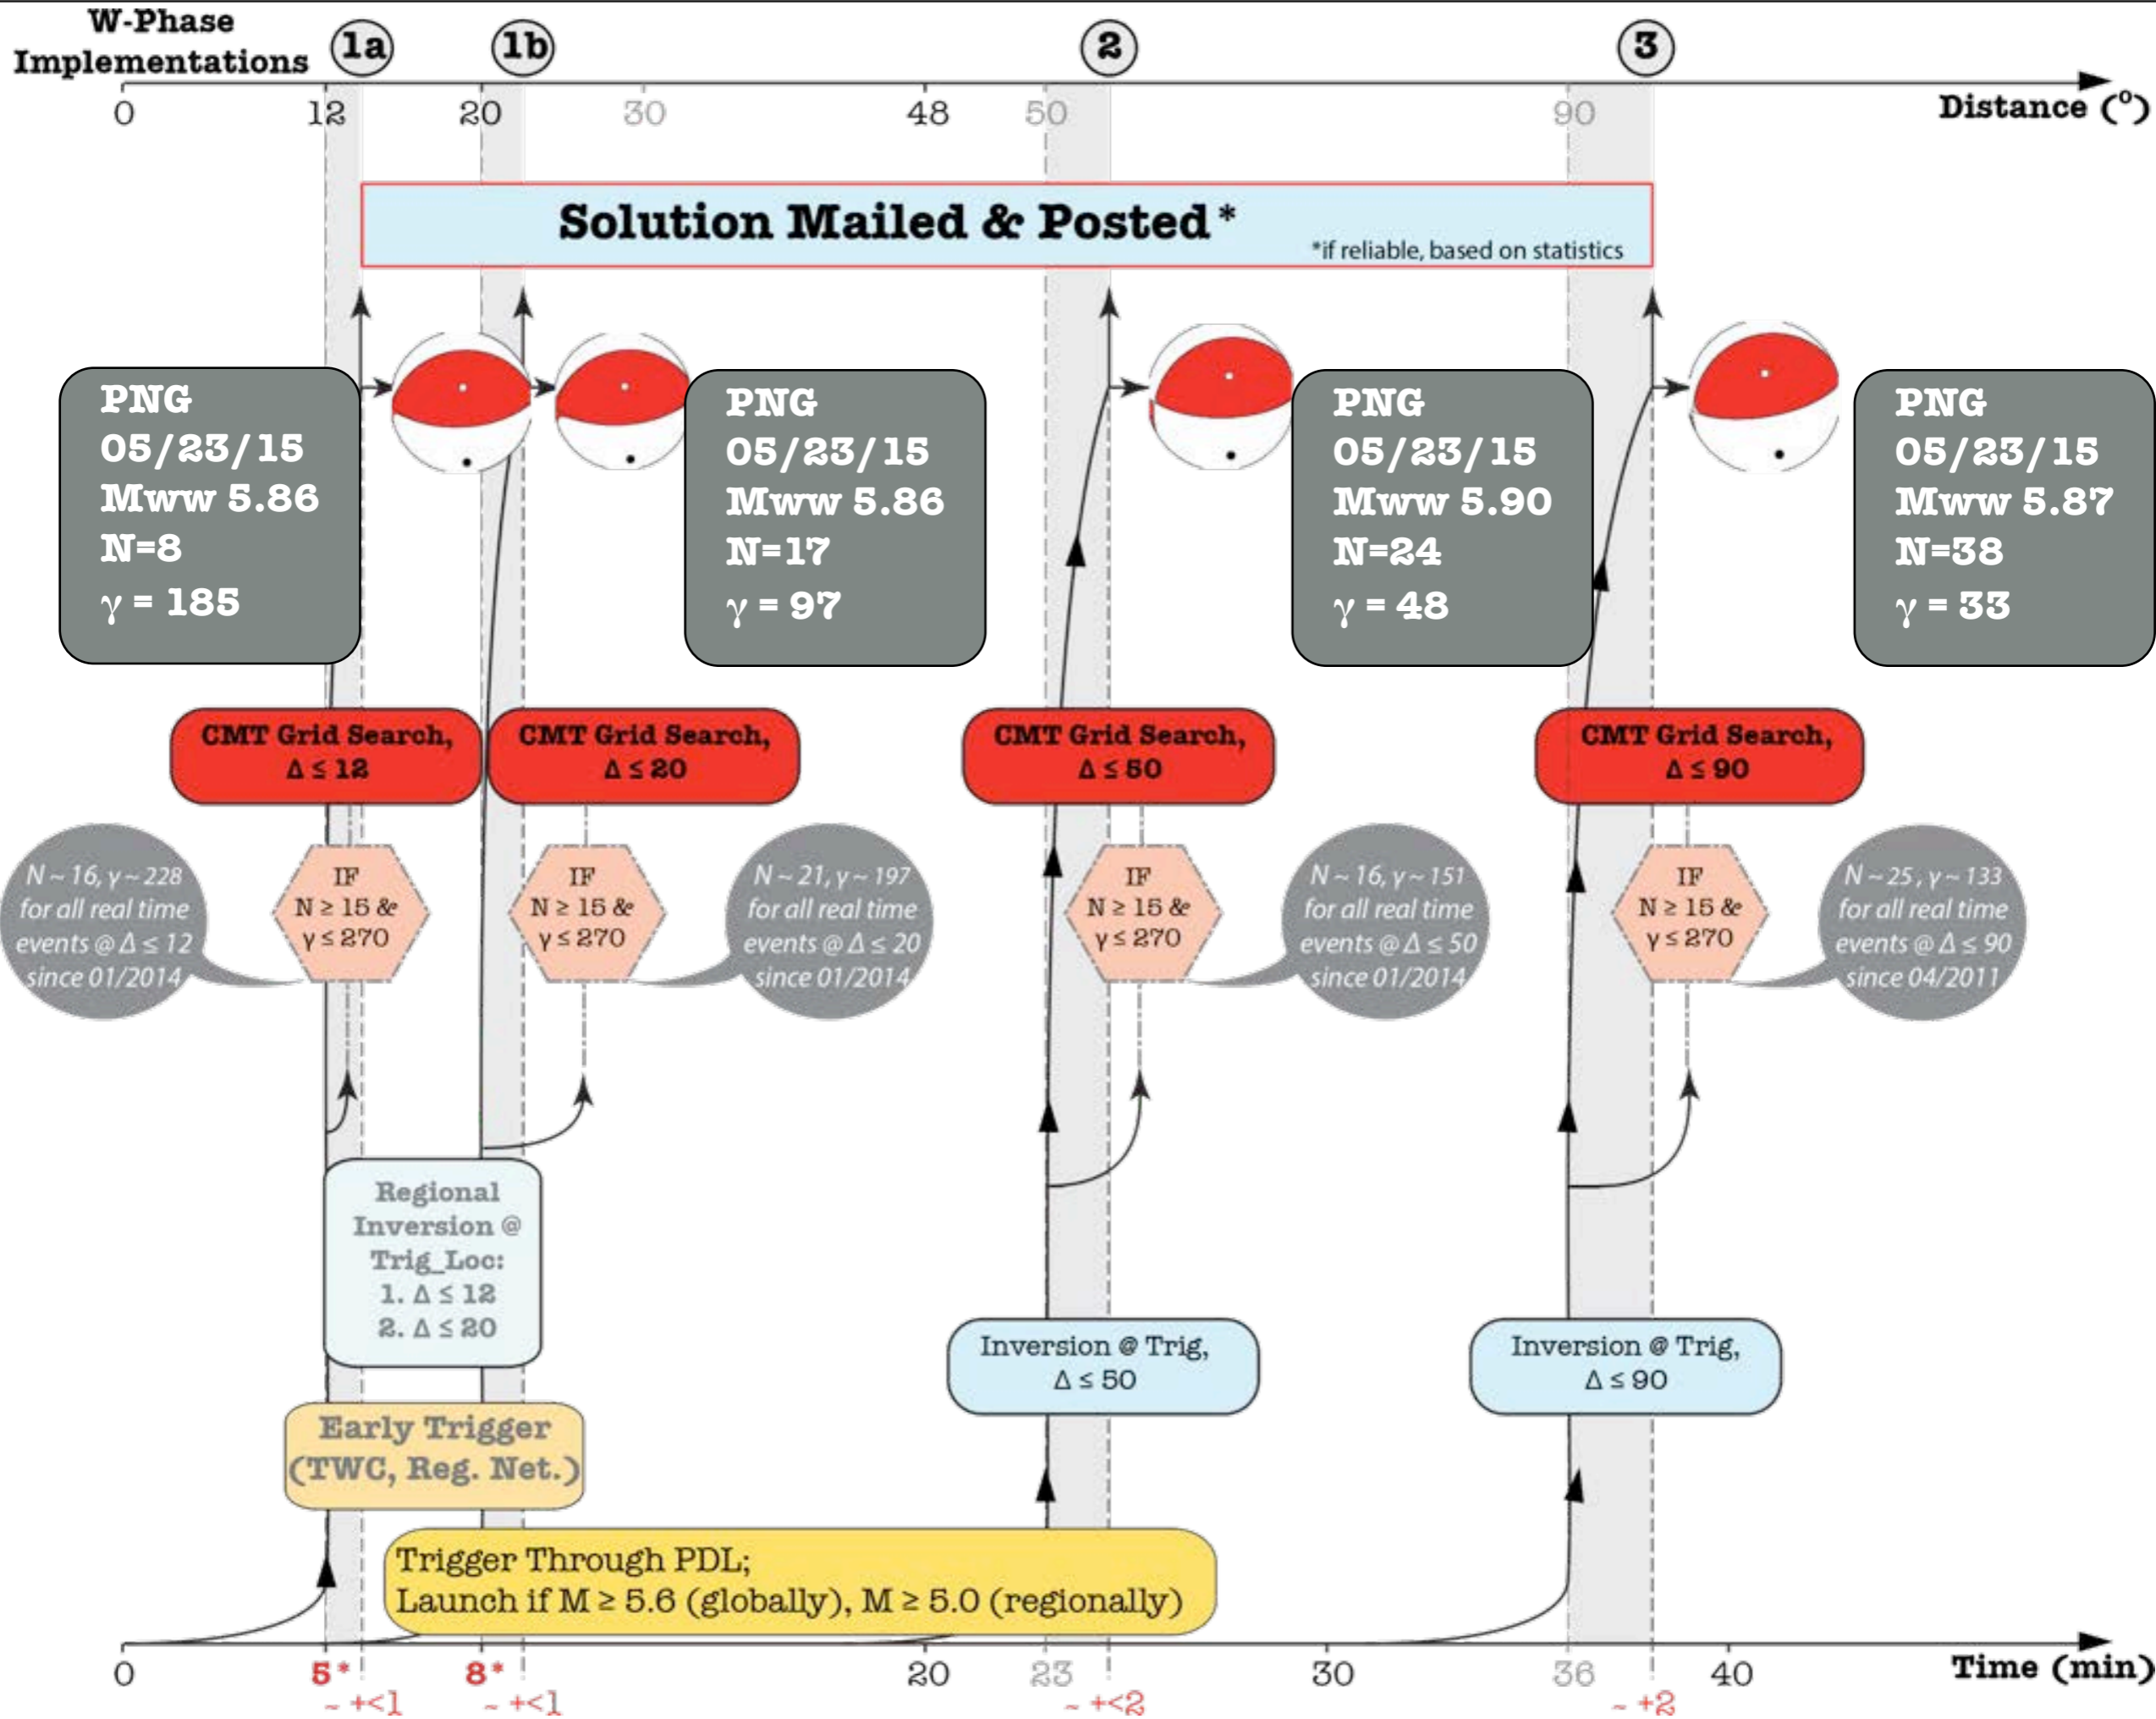 W-Phase
Implementations
1a
1b
2
3
0
12
20
30
48
50
90
Distance (º)
Solution Mailed & Posted*
*if reliable, based on statistics
PNG
05/23/15
Mww 5.86
N=8
γ = 185
PNG
05/23/15
Mww 5.86
N=17
γ = 97
PNG
05/23/15
Mww 5.90
N=24
γ = 48
PNG
05/23/15
Mww 5.87
N=38
γ = 33
CMT Grid Search,
Δ ≤ 12
CMT Grid Search,
Δ ≤ 20
CMT Grid Search,
Δ ≤ 50
CMT Grid Search,
Δ ≤ 90
N ~ 16, γ ~ 228
for all real time
events @ Δ ≤ 12
since 01/2014
IF
N ≥ 15 &
γ ≤ 270
IF
N ≥ 15 &
γ ≤ 270
N ~ 21, γ ~ 197
for all real time
events @ Δ ≤ 20
since 01/2014
IF
N ≥ 15 &
γ ≤ 270
N ~ 16, γ ~ 151
for all real time
events @ Δ ≤ 50
since 01/2014
IF
N ≥ 15 &
γ ≤ 270
N ~ 25, γ ~ 133
for all real time
events @ Δ ≤ 90
since 04/2011
Regional
Inversion @
Trig_Loc:
1. Δ ≤ 12
2. Δ ≤ 20
Inversion @ Trig,
Δ ≤ 50
Inversion @ Trig,
Δ ≤ 90
Early Trigger
(TWC, Reg. Net.)
Trigger Through PDL;
Launch if M ≥ 5.6 (globally), M ≥ 5.0 (regionally)
0
5*
8*
20
23
30
36
40
Time (min)
~ +<1
~ +<1
~ +<2
~ +2